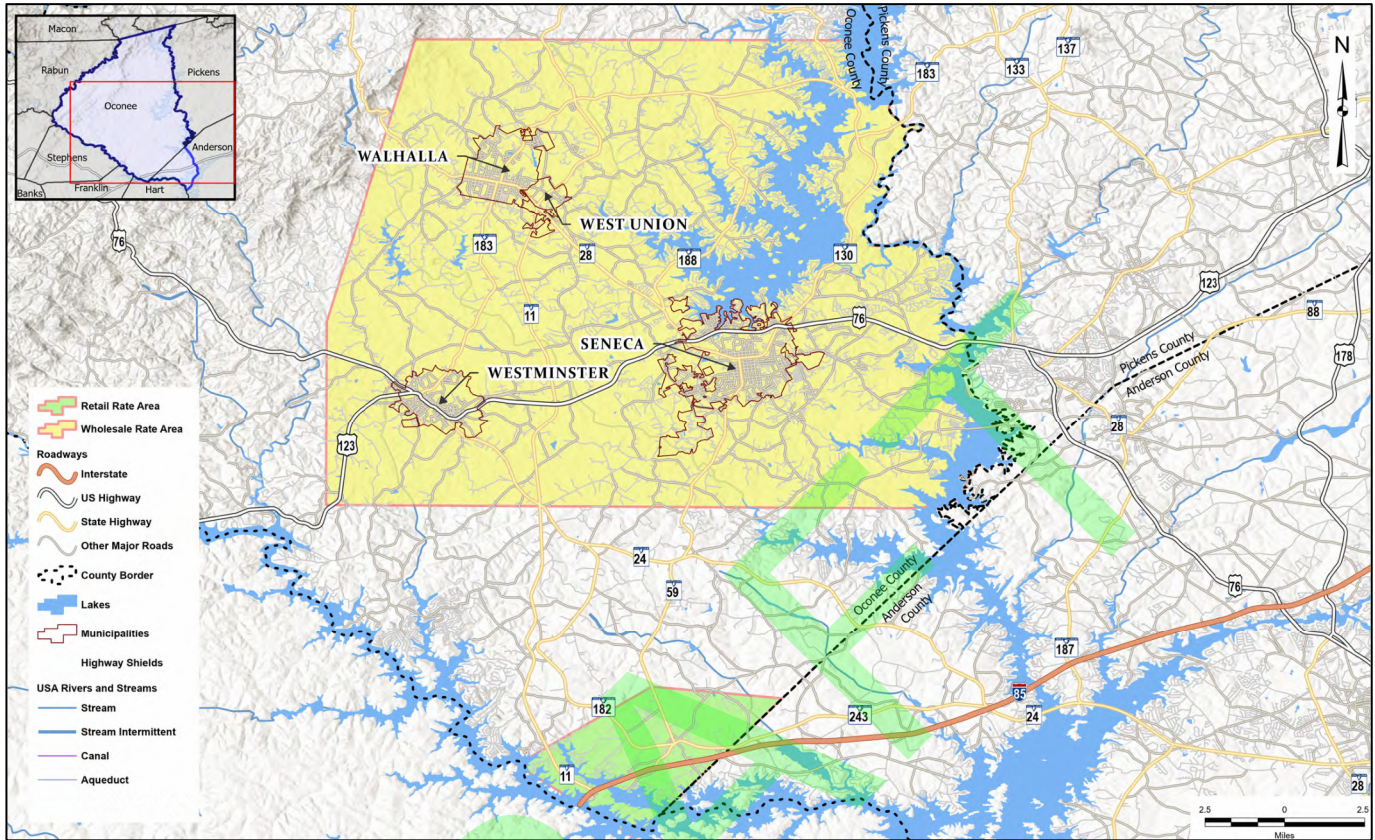 Macon
Rabun
Pickens
Oconee
Anderson
Stephens
Franklin
Hart
Banks
Oconee County
Pickens County
183
133
137
N
WALHALLA
WEST UNION
76
183
28
188
130
11
76
123
88
SENECA
178
WESTMINSTER
Pickens County
Anderson County
28
123
Retail Rate Area
Wholesale Rate Area
Roadways
Interstate
US Highway
State Highway
Other Major Roads
County Border
Lakes
Municipalities
Highway Shields
USA Rivers and Streams
Stream
Stream Intermittent
Canal
Aqueduct
24
59
Oconee County
Anderson
County
76
187
85
182
243
24
11
28
2.5 0 2.5
Miles